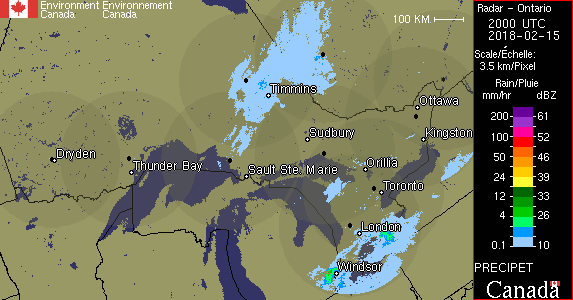 Environment Environnement
Canada Canada
Radar - Ontario
2000 UTC
2018-02-15
100 KM
Scale/Échelle:
3.5 km/Pixel
Rain/Pluie
mm/hr dBZ
200 61
100 52
50 46
24 39
12 33
4 26
0.1 10
Timmins
Ottawa
Sudbury
Kingston
Dryden
Thunder Bay
Sault Ste. Marie
Orillia
Toronto
London
Windsor
PRECIPET
Canada